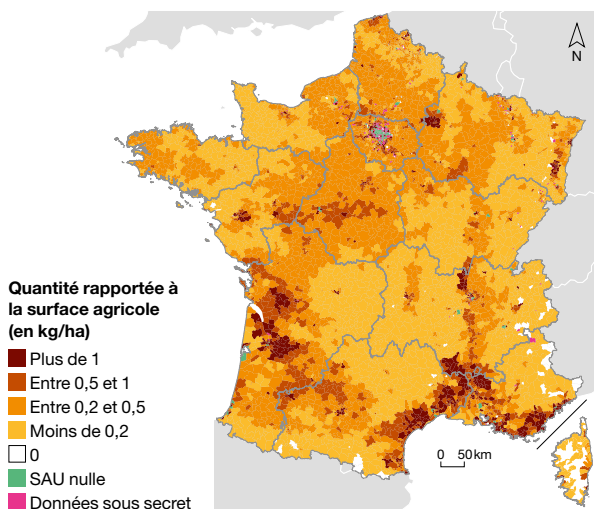 N
Quantité rapportée à
la surface agricole
(en kg/ha)
Plus de 1
Entre 0,5 et 1
Entre 0,2 et 0,5
Moins de 0,2
0
SAU nulle
Données sous secret
0 50 km